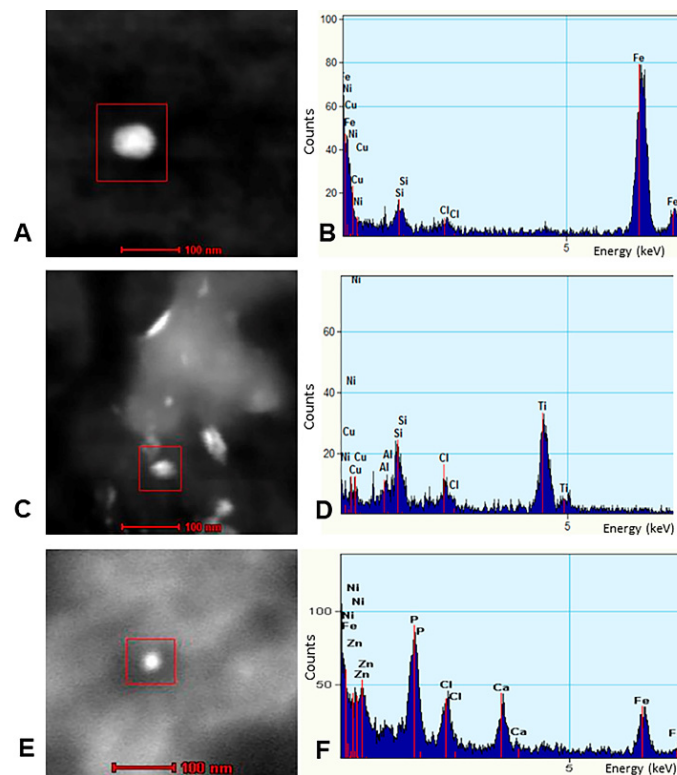 A
100 nm
B
100
80
60
40
20
Counts
e
Ni
Cu
Fe
Ni
Cu
Cu
Ni
Si
Si
Cl
Cl
Fe
Fe
5
Energy (keV)
C
100 nm
D
60
40
20
Counts
Ni
Ni
Cu
Ni
Cu
Cu
Al
Al
Si
Si
Cl
Cl
Ti
Ti
5
Energy (keV)
E
100 nm
F
100
50
Counts
Ni
Ni
Ni
Fe
Zn
Zn
Zn
P
P
Cl
Cl
Ca
Ca
Fe
F
5
Energy (keV)